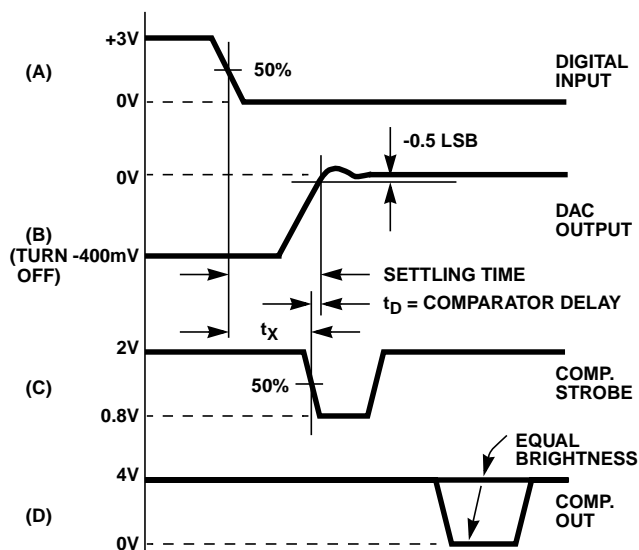 +3V
(A)
50%
DIGITAL
INPUT
0V
-0.5 LSB
0V
DAC
OUTPUT
(B)
(TURN -400mV
OFF)
SETTLING TIME
tD = COMPARATOR DELAY
tX
2V
(C)
50%
COMP.
STROBE
0.8V
EQUAL
BRIGHTNESS
4V
COMP.
OUT
(D)
0V